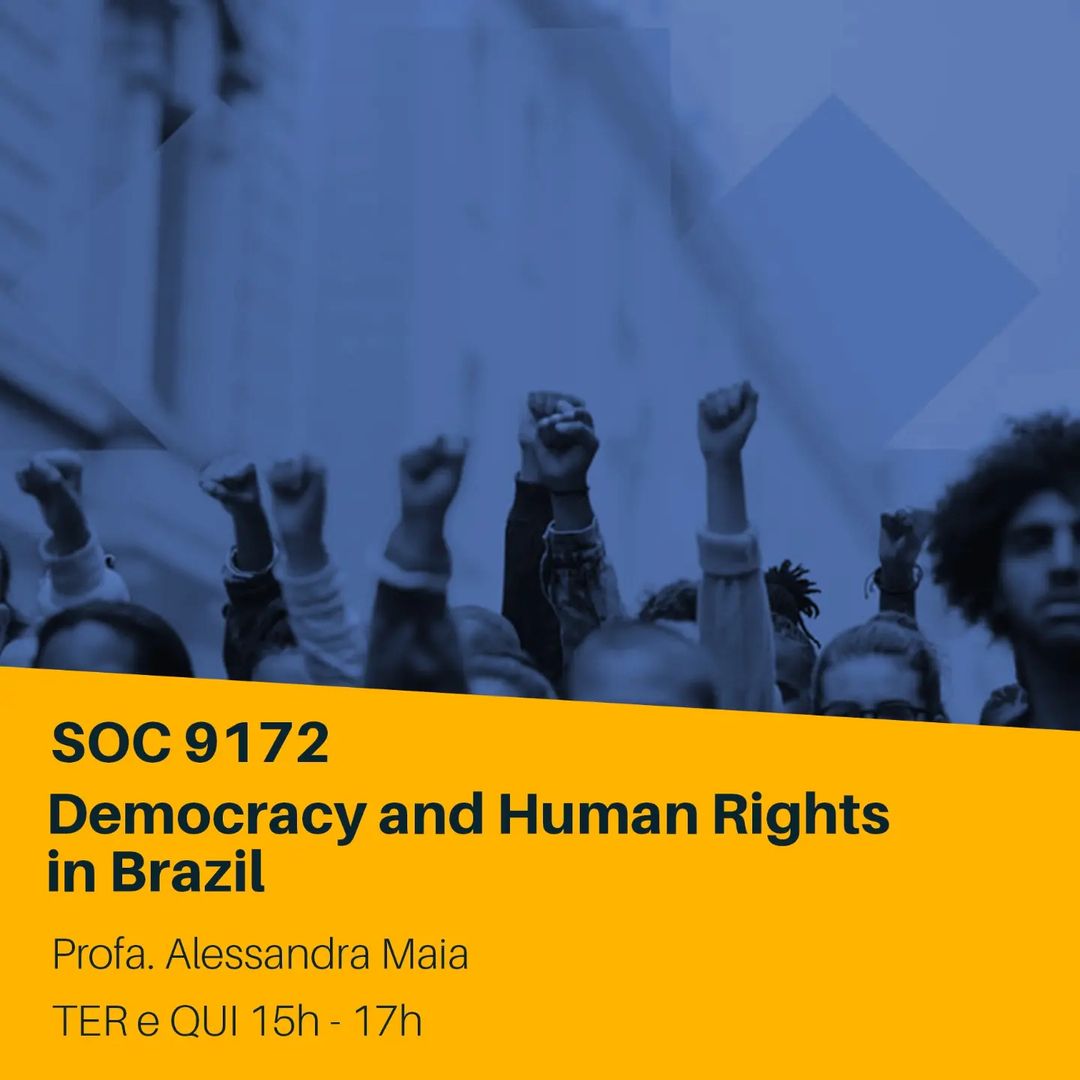 SOC 9172
Democracy and Human Rights
in Brazil
Profa. Alessandra Maia
TER e QUI 15h - 17h